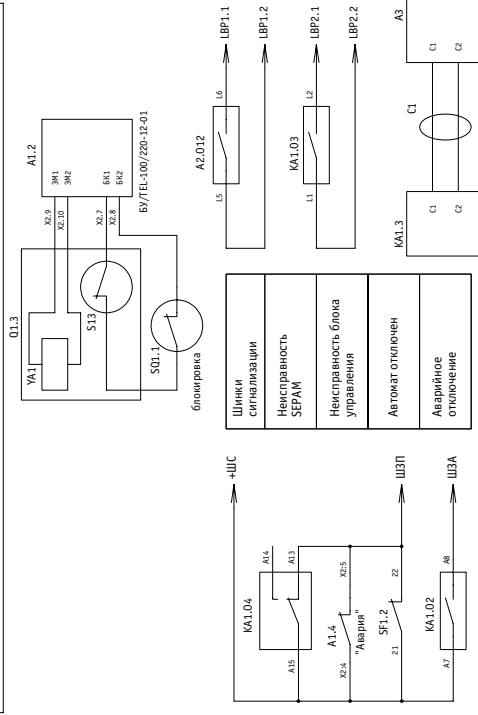 Q1.3
YA1
S13
SQ1.1
блокировка
X2.9
X2.10
X2.7
X2.8
A1.2
ЭМ1
ЭМ2
БК1
БК2
БУ/TEL-100/220-12-01
A2.O12
L5
L6
LBP1.1
LBP1.2
KA1.O3
L1
L2
LBP2.1
LBP2.2
KA1.3
C1
C2
C1
A3
C1
C2
Шинки
сигнализации
Неисправность
SEPAM
Неисправность блока
управления
Автомат отключен
Аварийное
отключение
+ШС
KA1.O4
A15
A14
A13
A1.4
"Авария"
X2:4
X2:5
SF1.2
21
22
ШЗП
KA1.O2
A7
A8
ШЗА